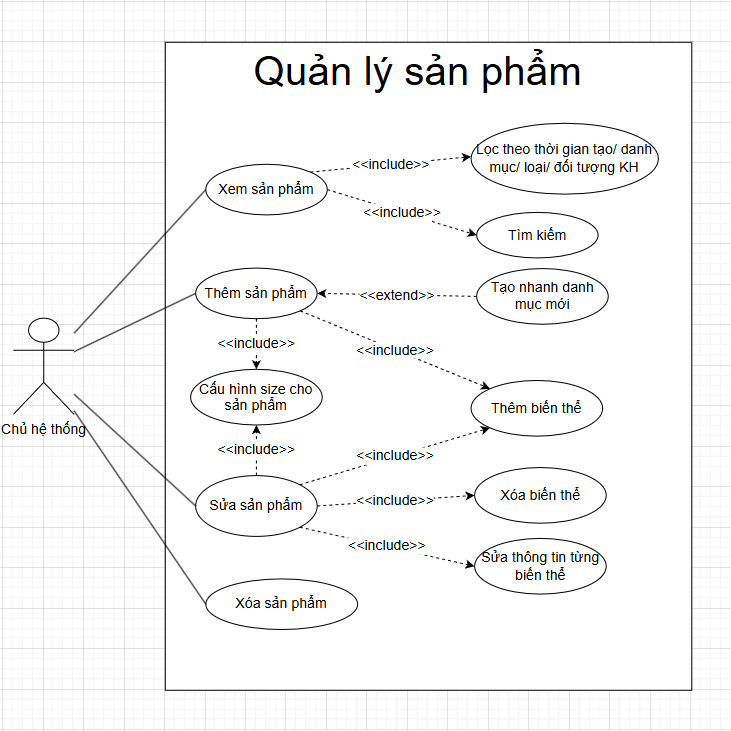 Quản lý sản phẩm
<<include>>
Lọc theo thời gian tạo/ danh
mục/ loại/ đối tượng KH
Xem sản phẩm
<<include>>
Tìm kiếm
Thêm sản phẩm
<<extend>>
Tạo nhanh danh
mục mới
<<include>>
<<include>>
Cấu hình size cho
sản phẩm
Thêm biến thể
Chủ hệ thống
<<include>>
<<include>>
Sửa sản phẩm
<<include>>
Xóa biến thể
<<include>>
Sửa thông tin từng
biến thể
Xóa sản phẩm